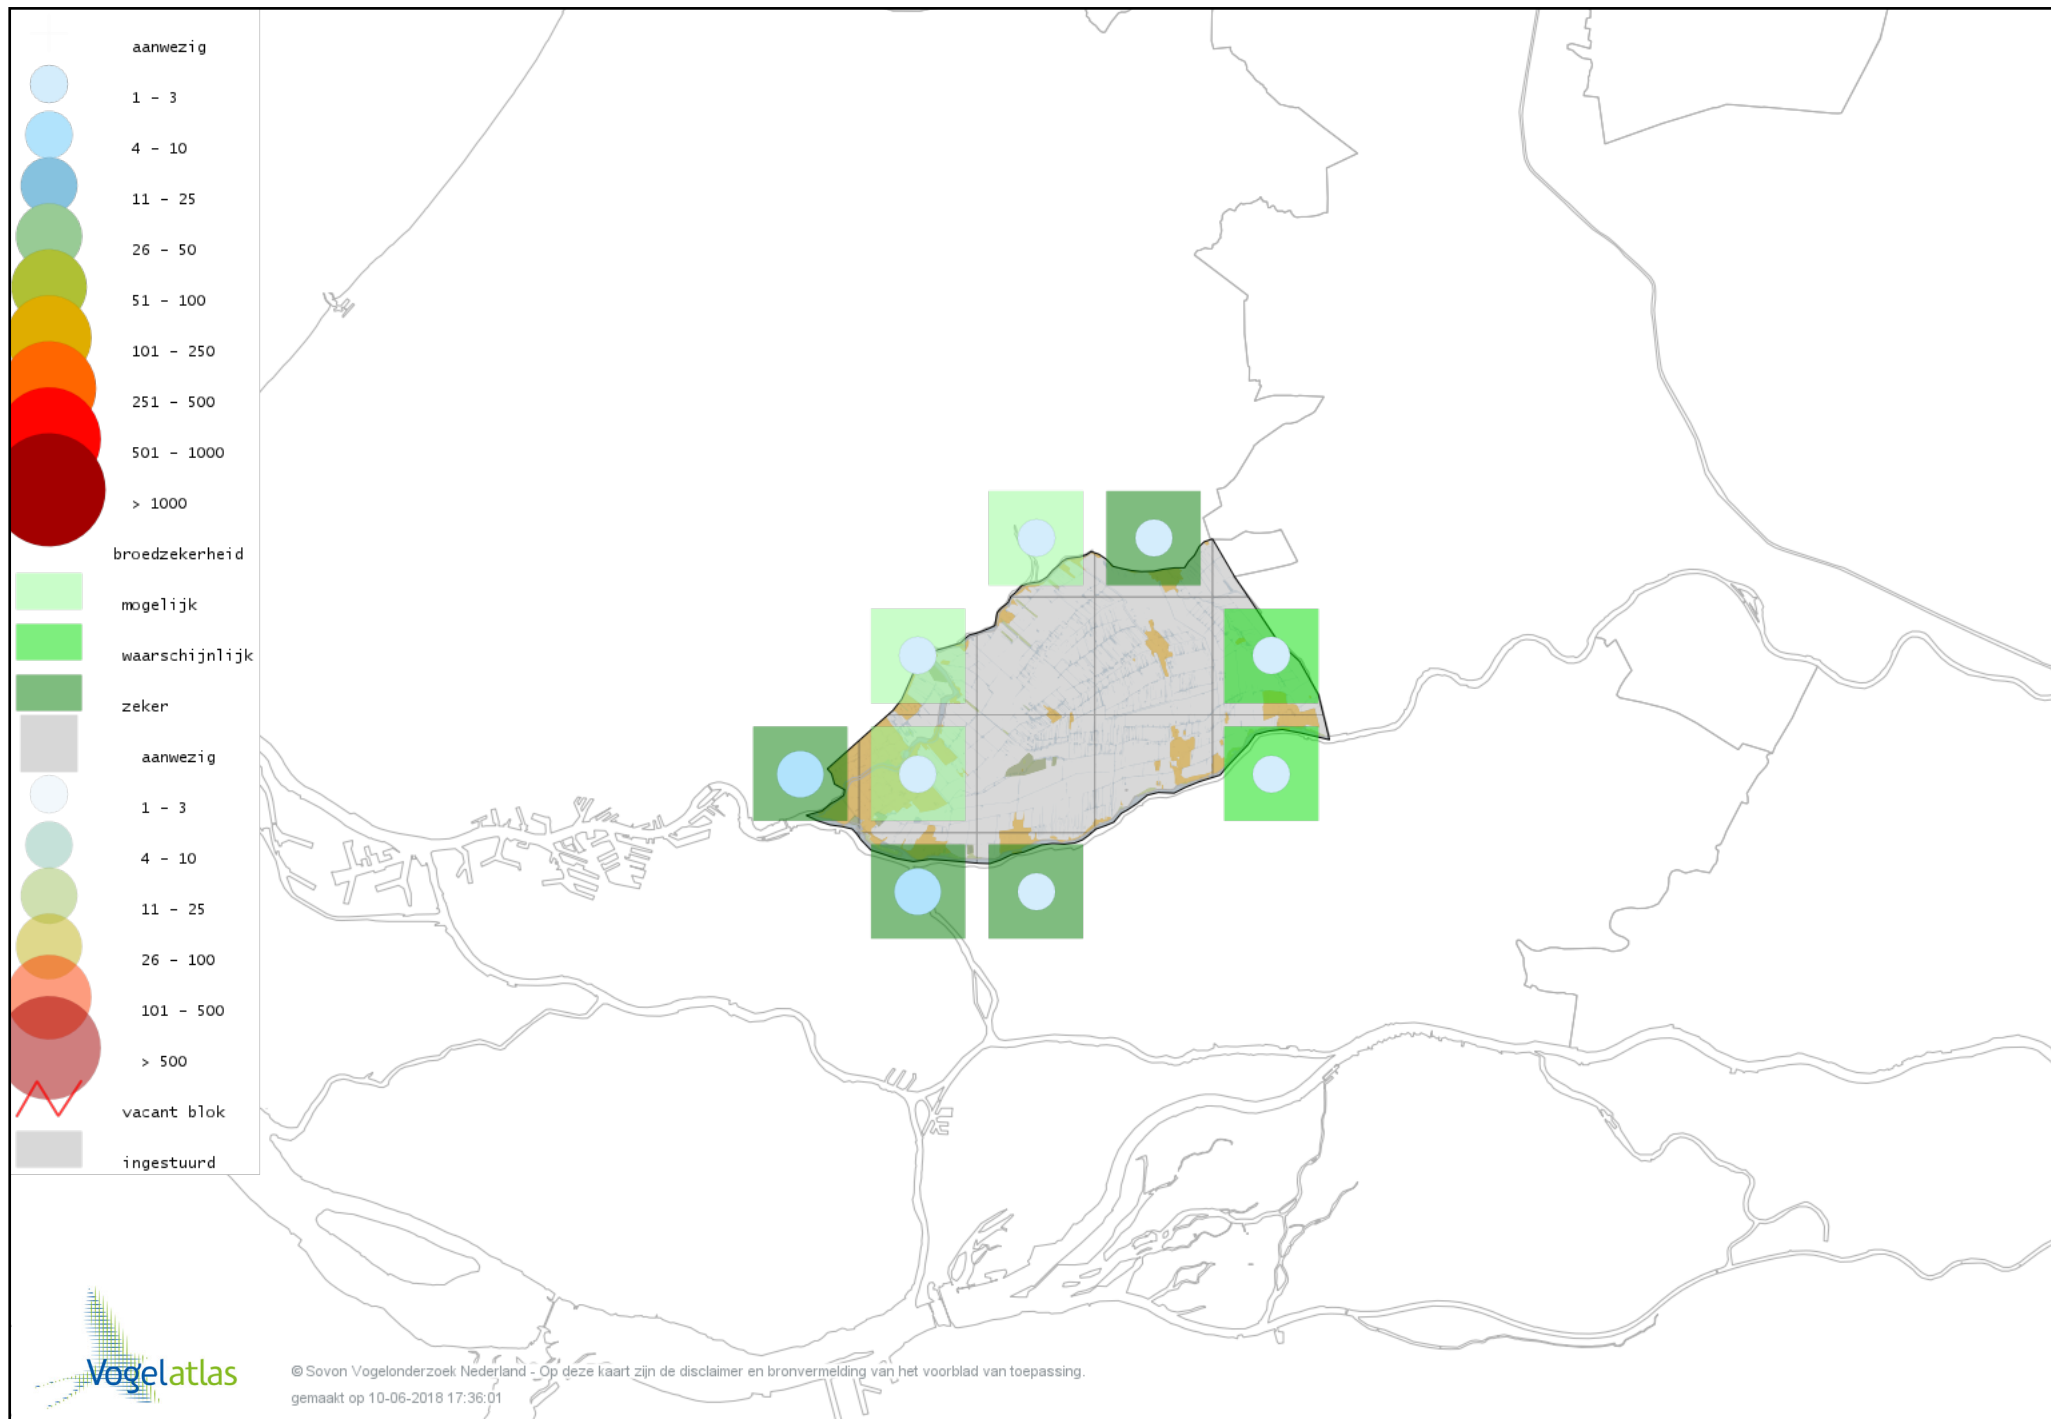 aanwezig
1 - 3
4 - 10
11 - 25
26 - 50
51 - 100
101 - 250
251 - 500
501 - 1000
> 1000
broedzekerheid
mogelijk
waarschijnlijk
zeker
aanwezig
1 - 3
4 - 10
11 - 25
26 - 100
101 - 500
> 500
vacant blok
ingestuurd
Vogelatlas
© Sovon Vogelonderzoek Nederland - Op deze kaart zijn de disclaimer en bronvermelding van het voorblad van toepassing.
gemaakt op 10-06-2018 17:36:01